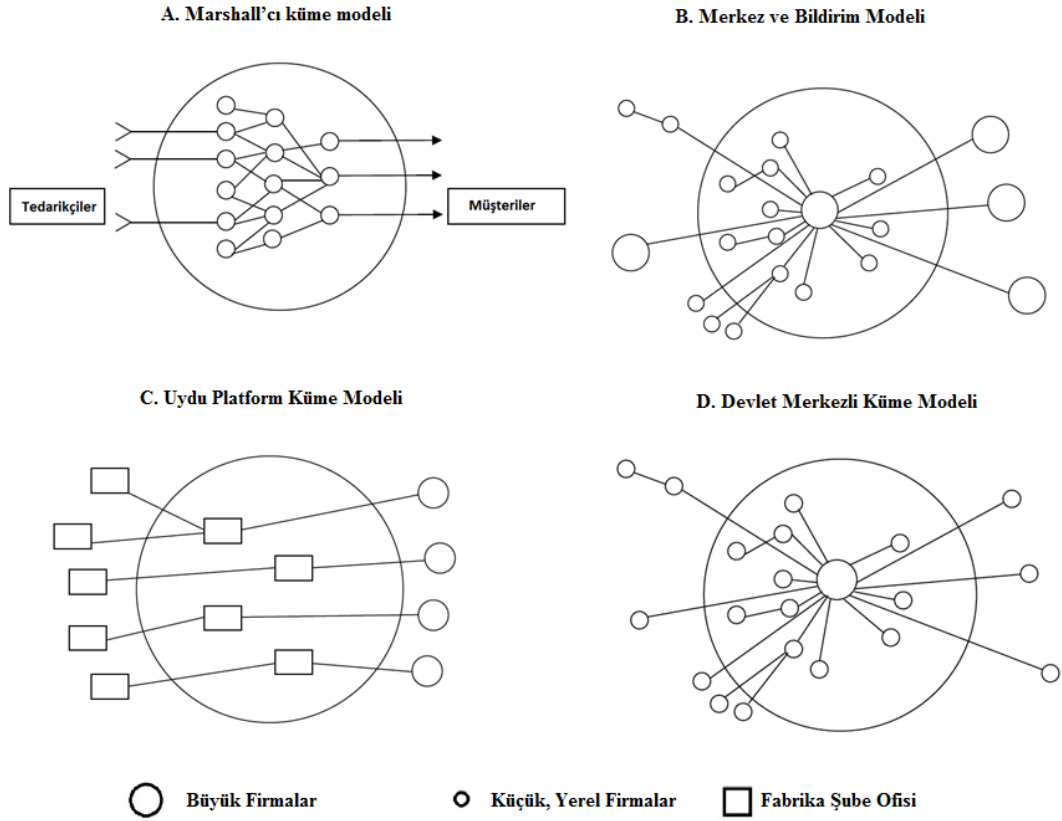 A. Marshall’cı küme modeli
B. Merkez ve Bildirim Modeli
Tedarikçiler
Müşteriler
C. Uydu Platform Küme Modeli
D. Devlet Merkezli Küme Modeli
Büyük Firmalar
Küçük, Yerel Firmalar
Fabrika Şube Ofisi